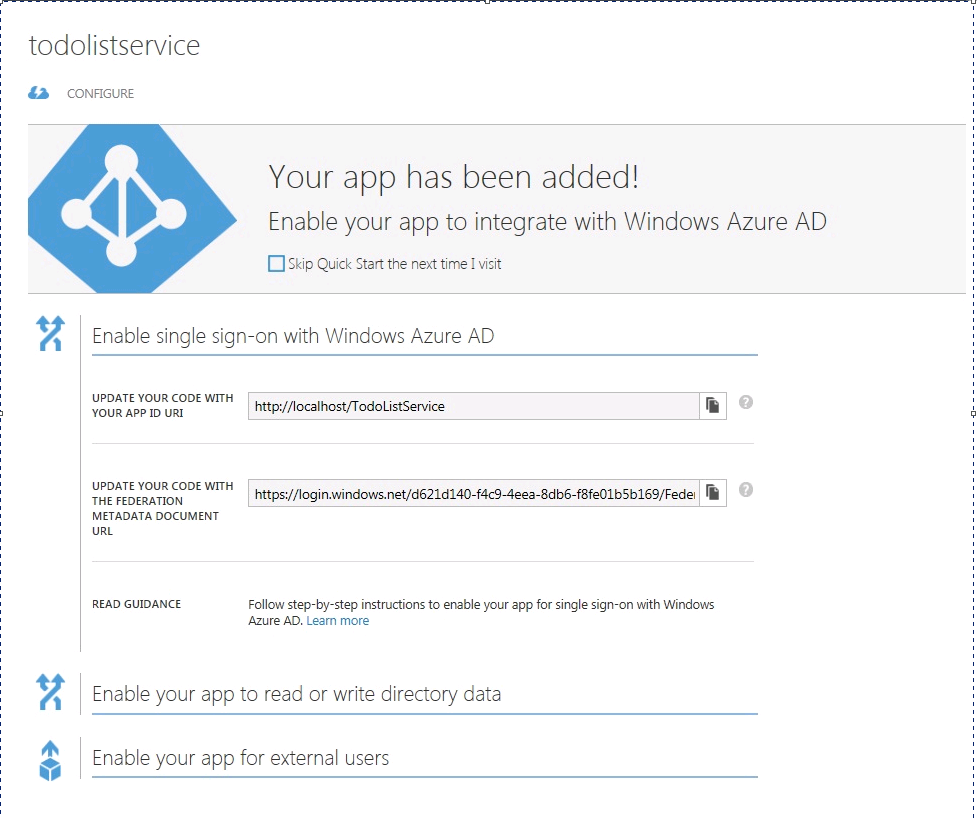 todolistservice
CONFIGURE
Your app has been added!
Enable your app to integrate with Windows Azure AD
Skip Quick Start the next time I visit
Enable single sign-on with Windows Azure AD
UPDATE YOUR CODE WITH
YOUR APP ID URI
http://localhost/TodoListService
?
UPDATE YOUR CODE WITH
THE FEDERATION
METADATA DOCUMENT
URL
https://login.windows.net/d621d140-f4c9-4eea-8db6-f8fe01b5b169/Feder
?
READ GUIDANCE
Follow step-by-step instructions to enable your app for single sign-on with Windows
Azure AD. Learn more
Enable your app to read or write directory data
Enable your app for external users